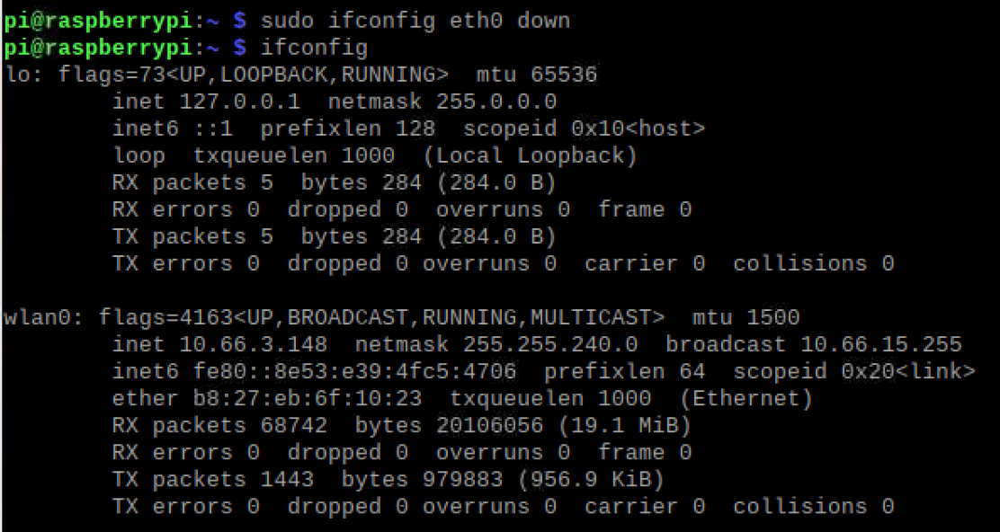 pi@raspberrypi:~ $ sudo ifconfig eth0 down
pi@raspberrypi:~ $ ifconfig
lo: flags=73<UP,LOOPBACK,RUNNING>  mtu 65536
        inet 127.0.0.1  netmask 255.0.0.0
        inet6 ::1  prefixlen 128  scopeid 0x10<host>
        loop  txqueuelen 1000  (Local Loopback)
        RX packets 5  bytes 284 (284.0 B)
        RX errors 0  dropped 0  overruns 0  frame 0
        TX packets 5  bytes 284 (284.0 B)
        TX errors 0  dropped 0 overruns 0  carrier 0  collisions 0

wlan0: flags=4163<UP,BROADCAST,RUNNING,MULTICAST>  mtu 1500
        inet 10.66.3.148  netmask 255.255.240.0  broadcast 10.66.15.255
        inet6 fe80::8e53:e39:4fc5:4706  prefixlen 64  scopeid 0x20<link>
        ether b8:27:eb:6f:10:23  txqueuelen 1000  (Ethernet)
        RX packets 68742  bytes 20106056 (19.1 MiB)
        RX errors 0  dropped 0  overruns 0  frame 0
        TX packets 1443  bytes 979883 (956.9 KiB)
        TX errors 0  dropped 0 overruns 0  carrier 0  collisions 0